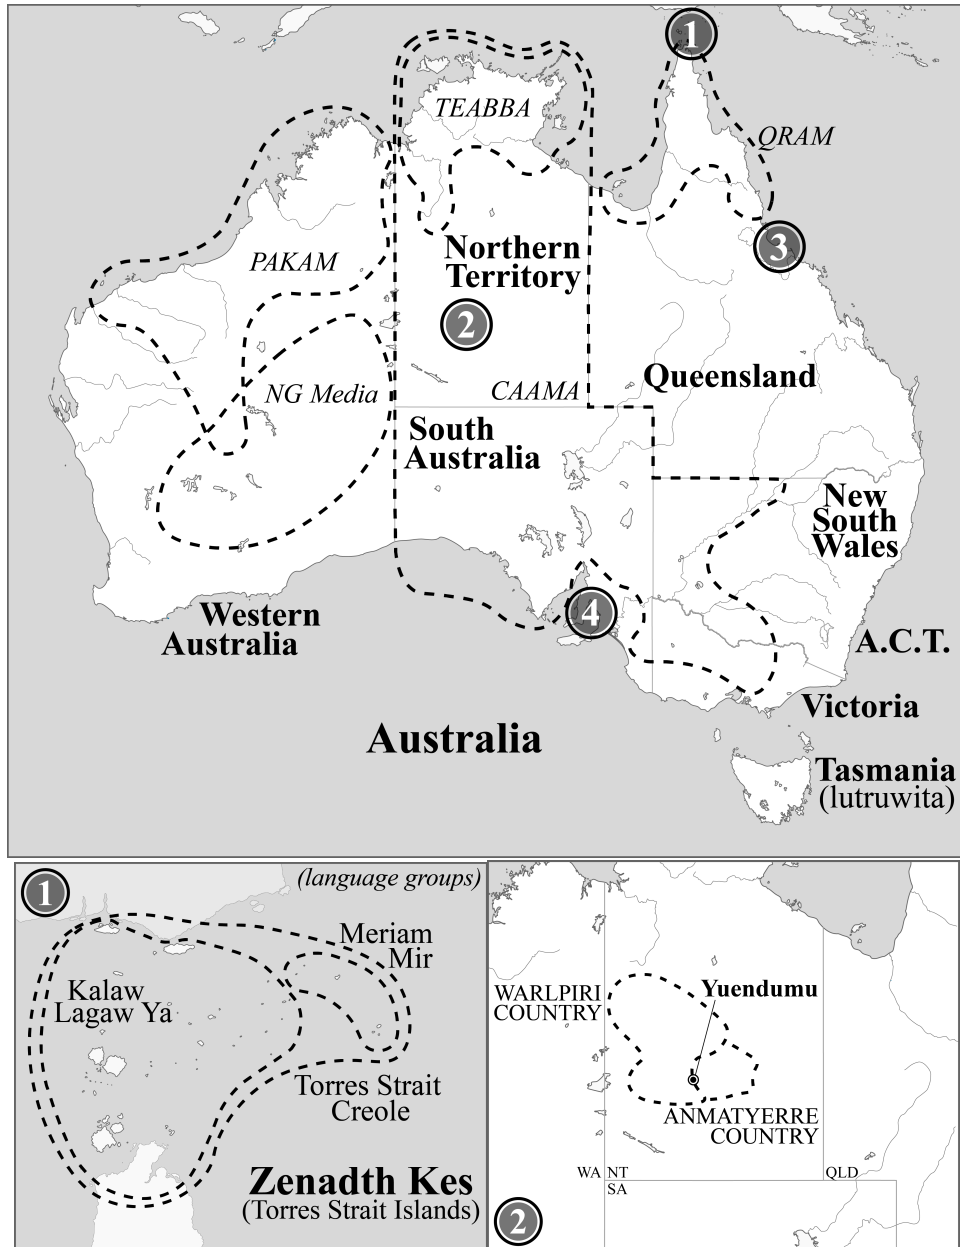 1
TEABBA
QRAM
3
Northern
Territory
PAKAM
2
Queensland
NG Media
CAAMA
South
Australia
New
South
Wales
4
Western
Australia
A.C.T.
Victoria
Australia
Tasmania
(lutruwita)
1
(language groups)
Meriam
Mir
Kalaw
Lagaw Ya
Torres Strait
Creole
Zenadth Kes
(Torres Strait Islands)
WARLPIRI
COUNTRY
Yuendumu
ANMATYERRE
COUNTRY
WA NT
SA
QLD
2